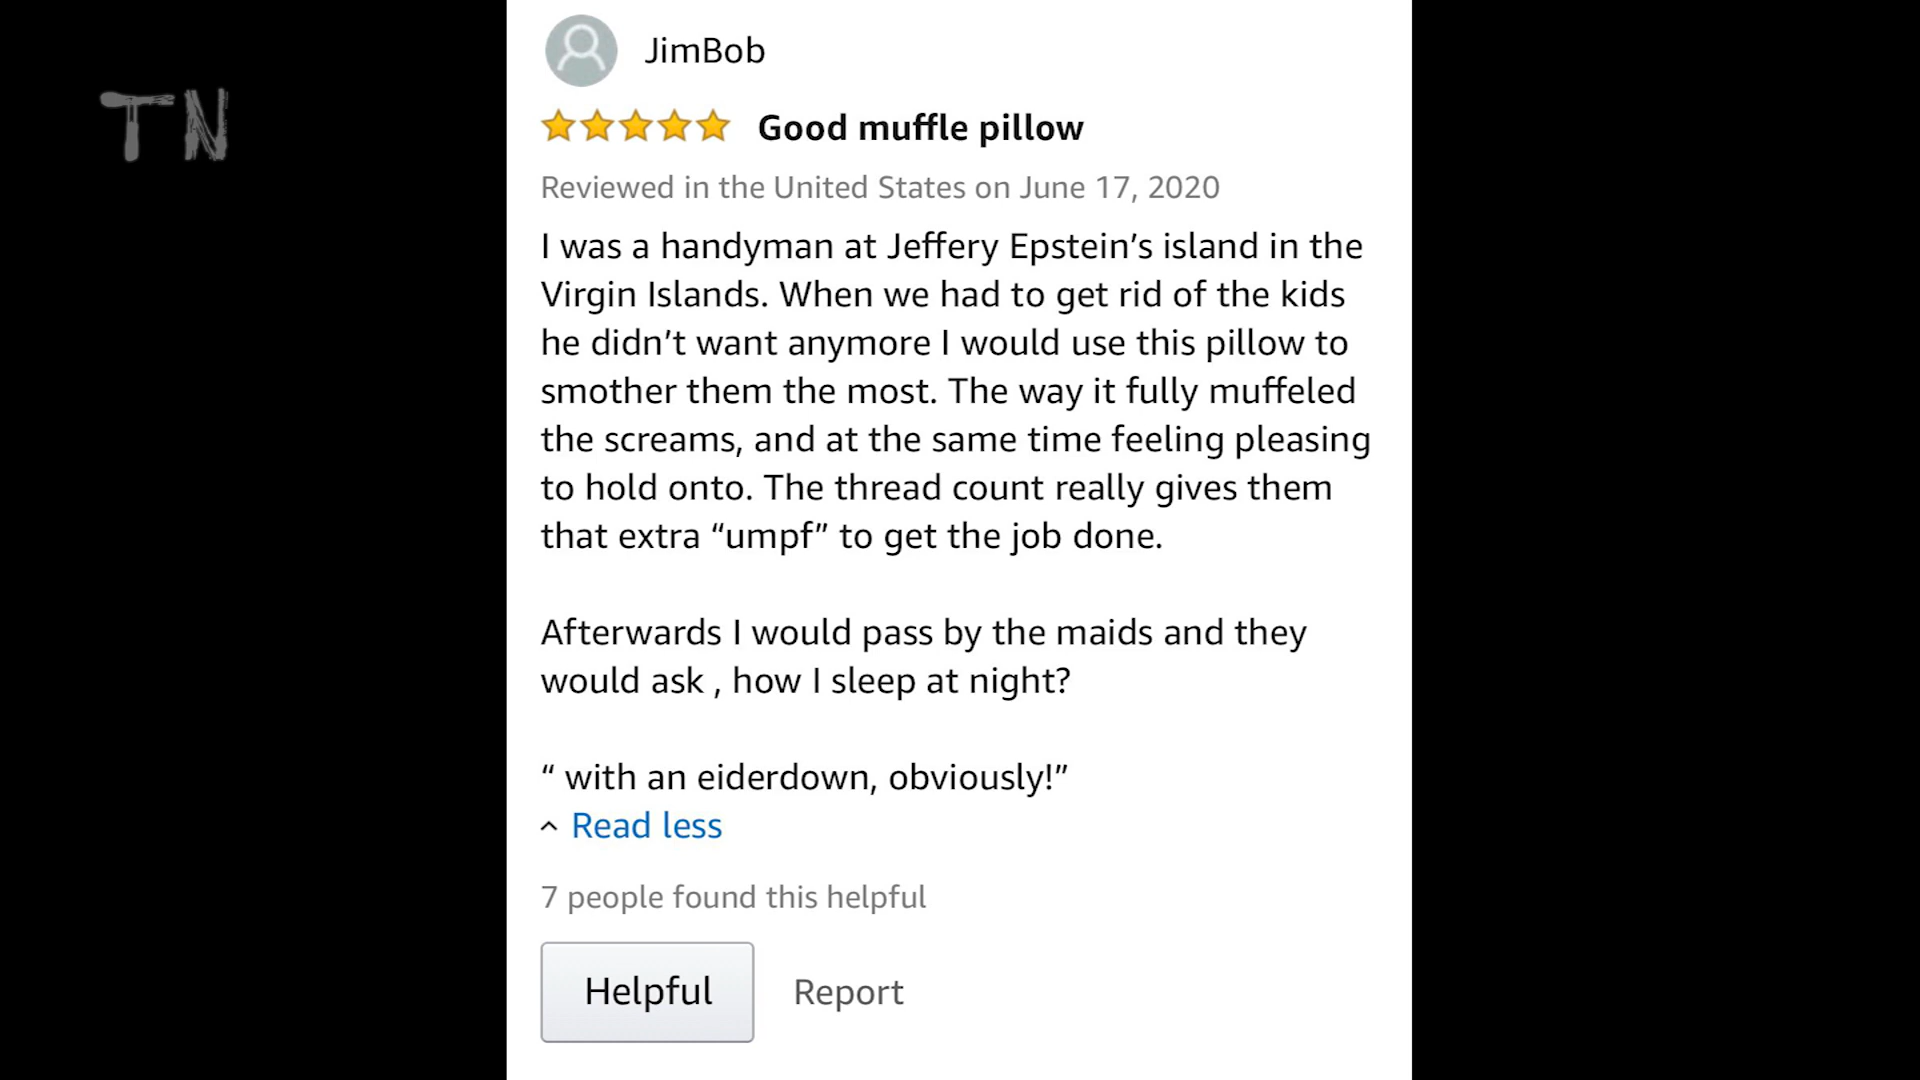 TN
JimBob
Good muffle pillow
Reviewed in the United States on June 17, 2020
I was a handyman at Jeffery Epstein’s island in the
Virgin Islands. When we had to get rid of the kids
he didn’t want anymore I would use this pillow to
smother them the most. The way it fully muffeled
the screams, and at the same time feeling pleasing
to hold onto. The thread count really gives them
that extra “umpf” to get the job done.
Afterwards I would pass by the maids and they
would ask , how I sleep at night?
“ with an eiderdown, obviously!”
Read less
7 people found this helpful
Helpful Report